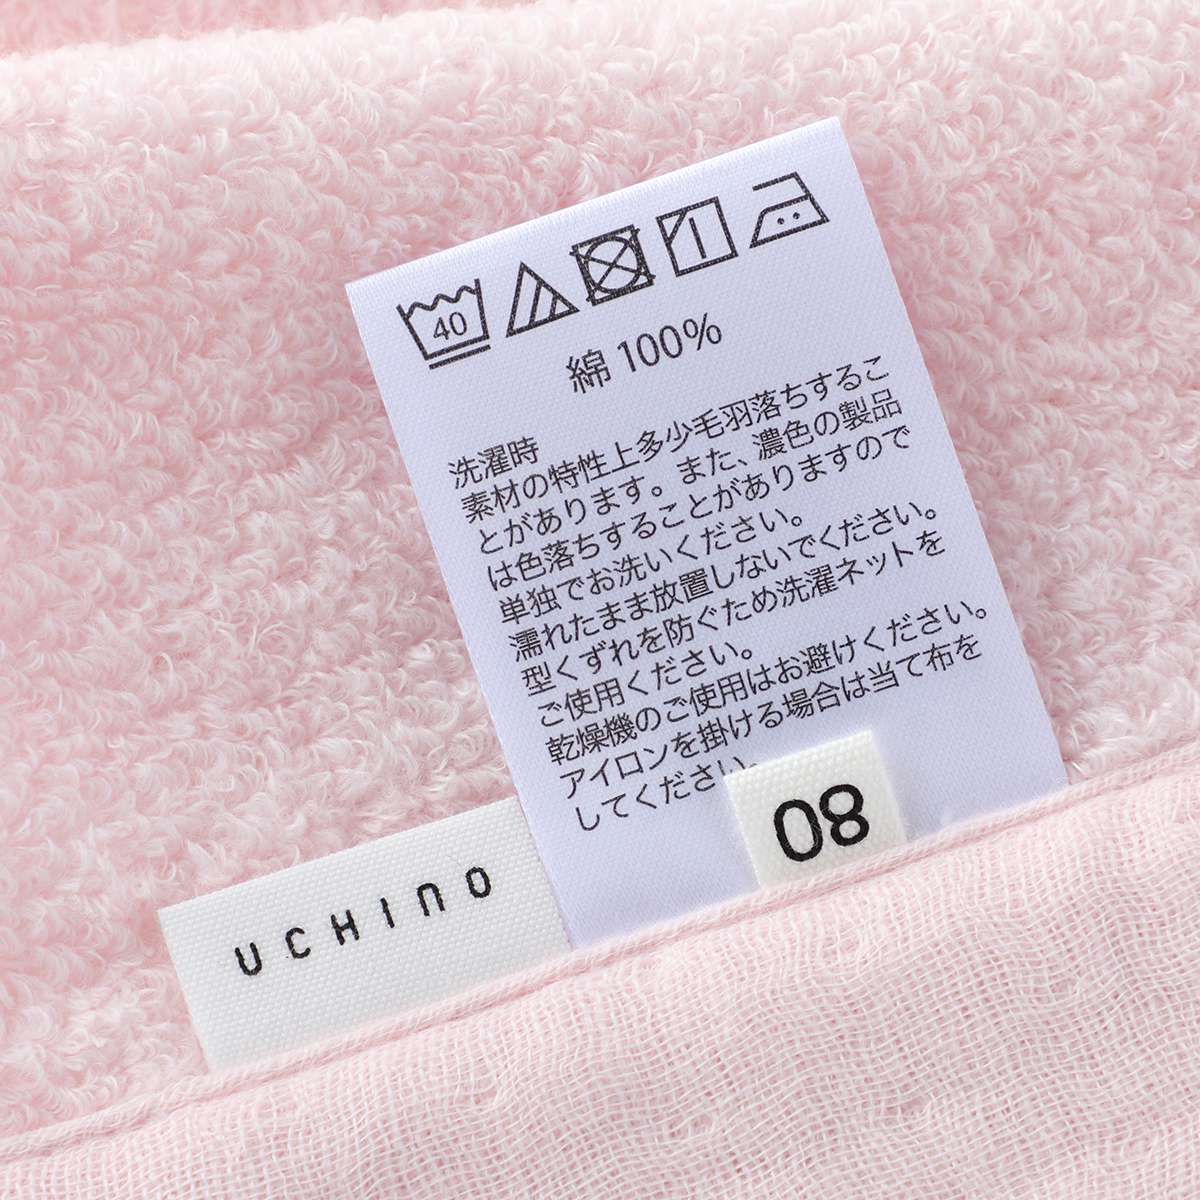 40
綿 100%
洗濯時
素材の特性上多少毛羽落ちするこ
とがあります。また、濃色の製品
は色落ちすることがありますので
単独でお洗いください。
濡れたまま放置しないでください。
型くずれを防ぐため洗濯ネットを
ご使用ください。
乾燥機のご使用はお避けください。
アイロンを掛ける場合は当て布を
してください。
80
UCHINO